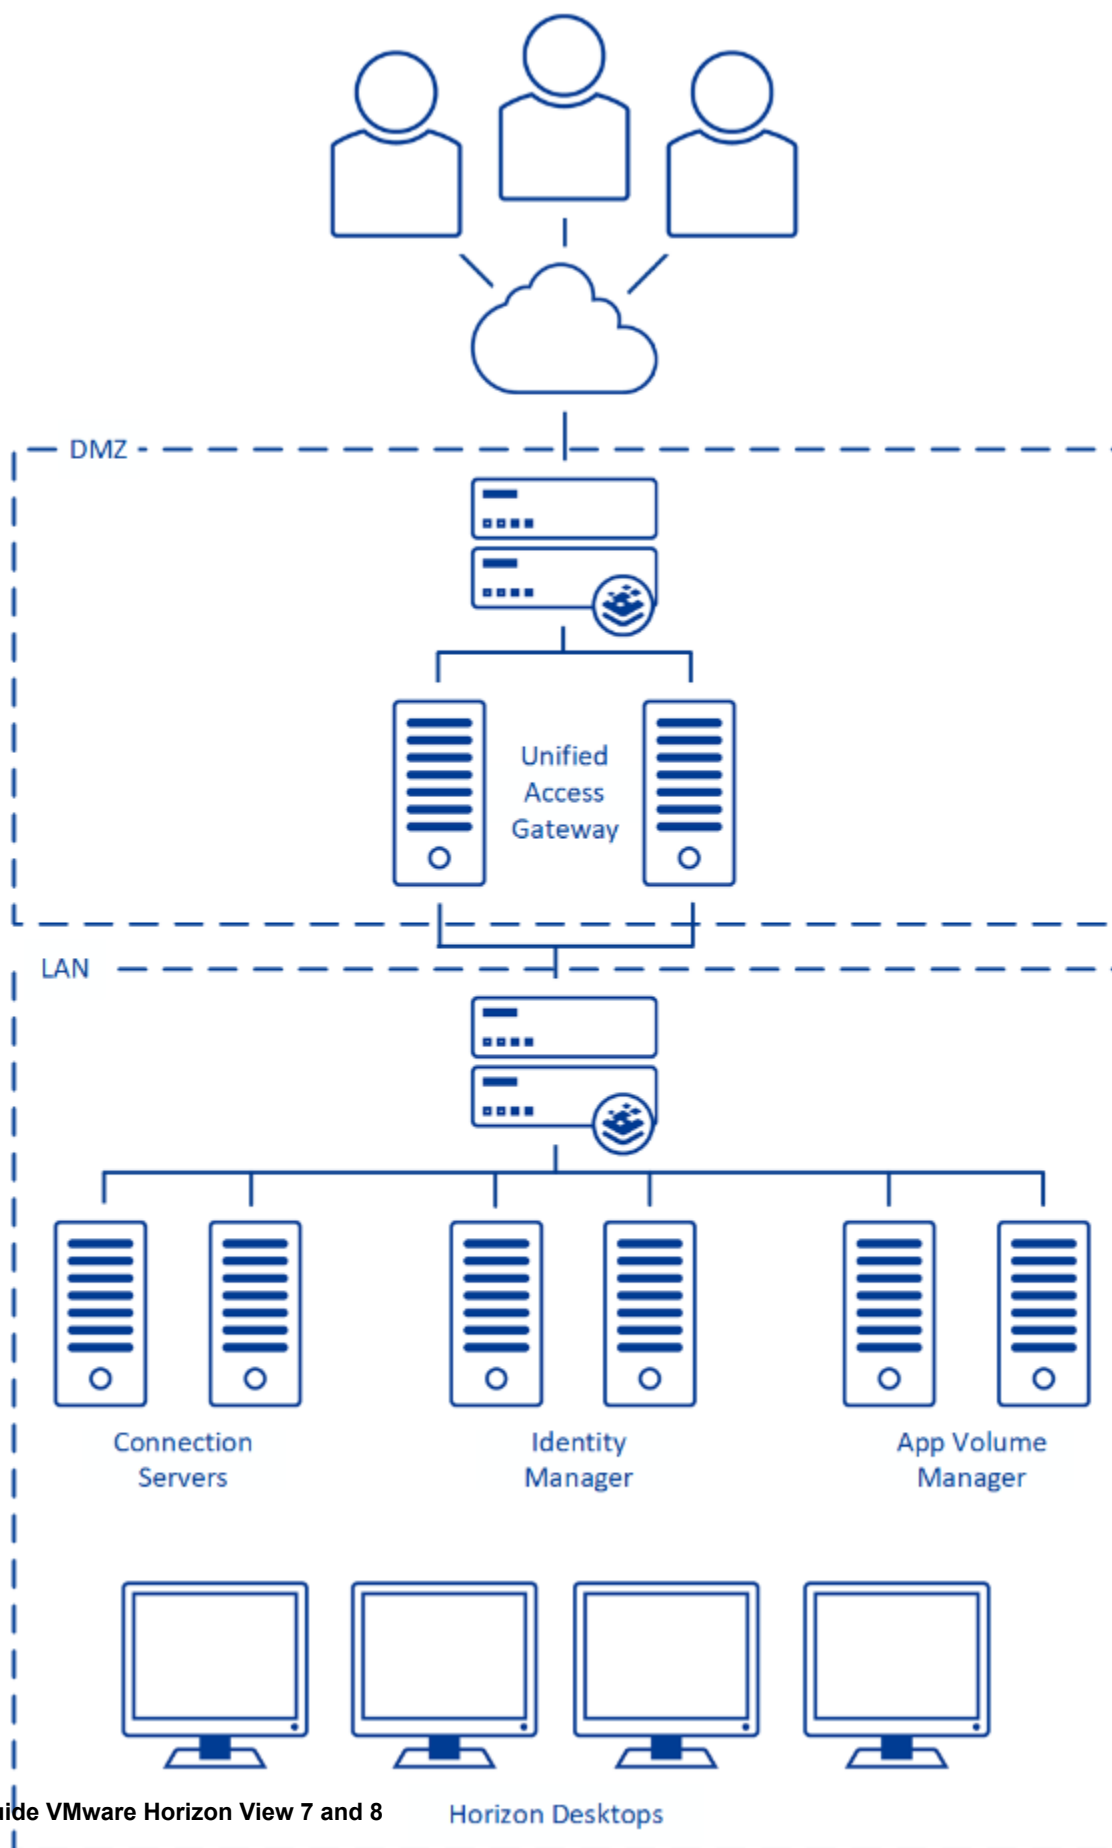 DMZ
Unified
Access
Gateway
LAN
Connection
Servers
Identity
Manager
App Volume
Manager
VMware Horizon View 7 and 8
Horizon Desktops